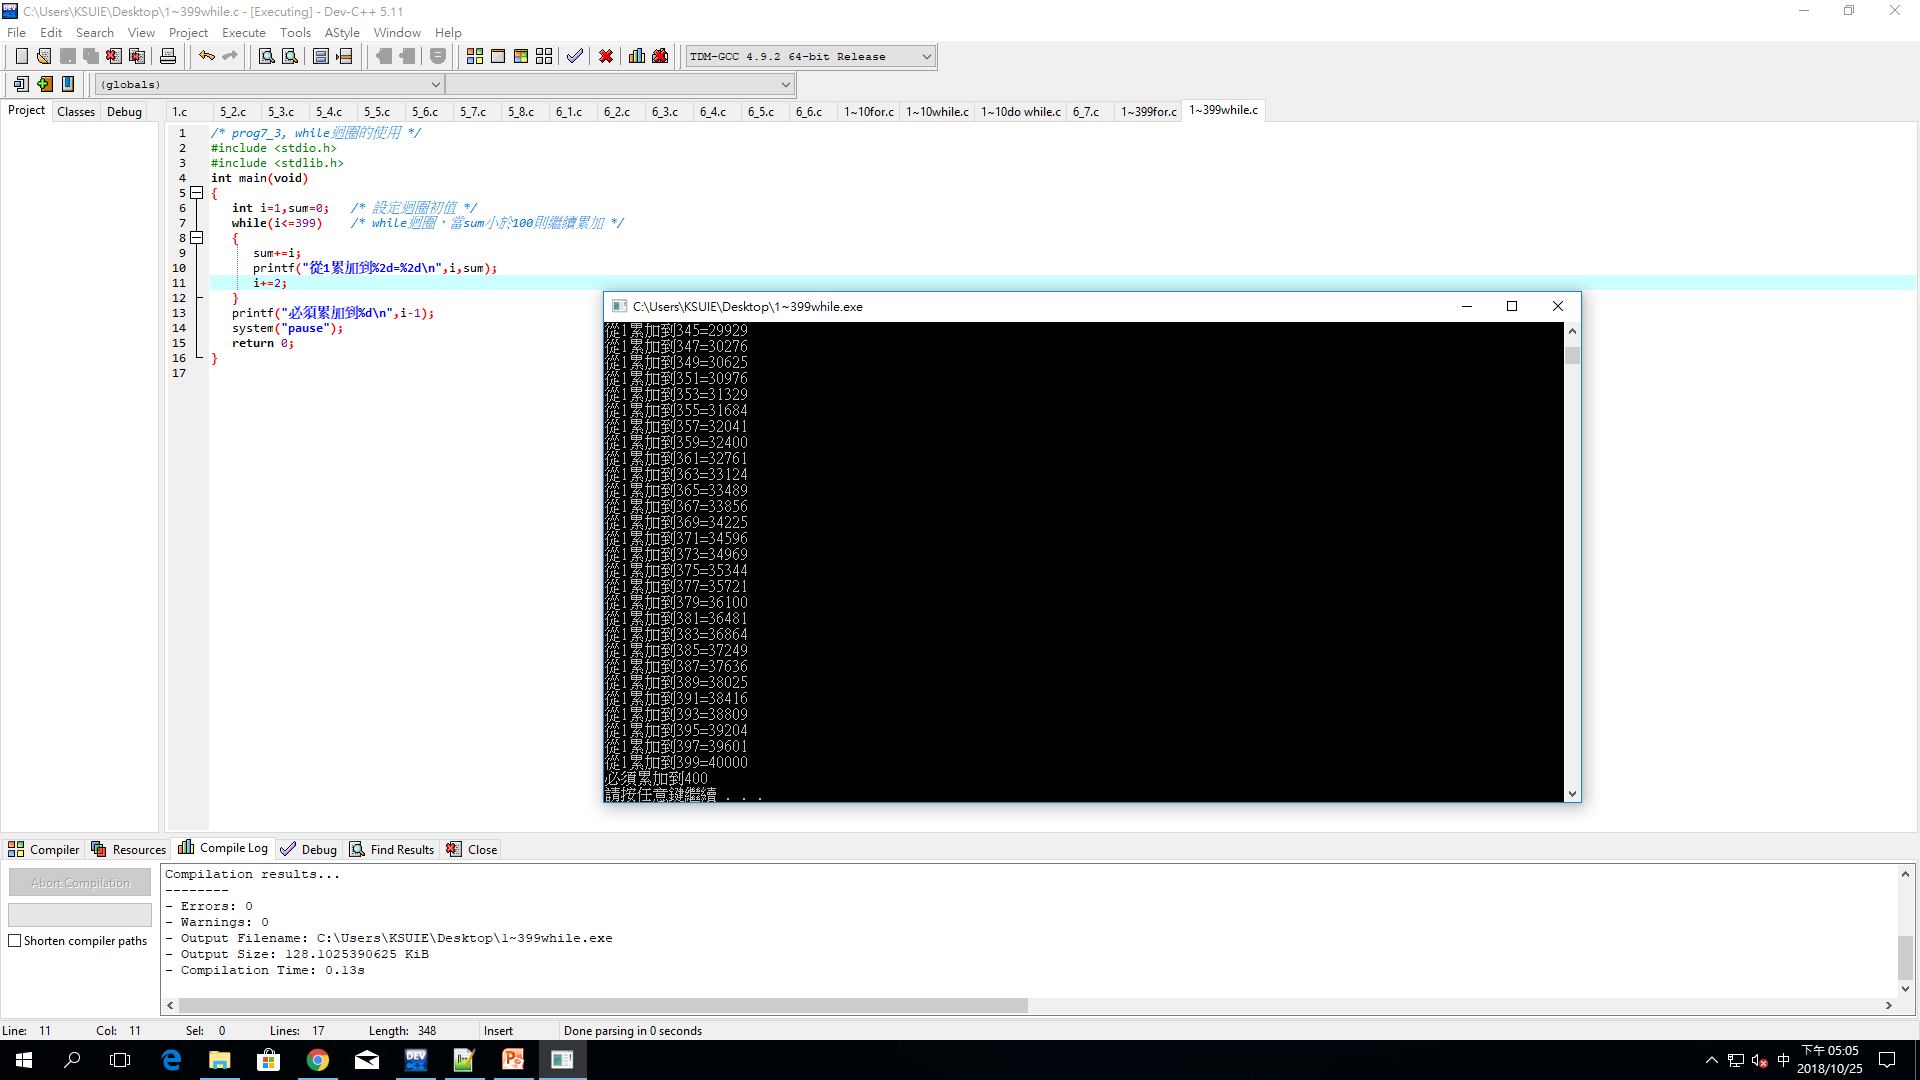 C:\Users\KSUIE\Desktop\1~399while.c - [Executing] - Dev-C++ 5.11
File Edit Search View Project Execute Tools AStyle Window Help
TDM-GCC 4.9.2 64-bit Release
(globals)
Project Classes Debug
1.c 5_2.c 5_3.c 5_4.c 5_5.c 5_6.c 5_7.c 5_8.c 6_1.c 6_2.c 6_3.c 6_4.c 6_5.c 6_6.c 1~10for.c 1~10while.c 1~10do while.c 6_7.c 1~399for.c 1~399while.c
1 /* prog7_3, while迴圈的使用 */
2 #include <stdio.h>
3 #include <stdlib.h>
4 int main(void)
5 {
6 int i=1,sum=0; /* 設定迴圈初值 */
7 while(i<=399) /* while迴圈，當sum小於100則繼續累加 */
8 {
9 sum+=i;
10 printf("從1累加到%2d=%2d\n",i,sum);
11 i+=2;
12 }
13 printf("必須累加到%d\n",i-1);
14 system("pause");
15 return 0;
16 }
17
C:\Users\KSUIE\Desktop\1~399while.exe
從1累加到345=29929
從1累加到347=30276
從1累加到349=30625
從1累加到351=30976
從1累加到353=31329
從1累加到355=31684
從1累加到357=32041
從1累加到359=32400
從1累加到361=32761
從1累加到363=33124
從1累加到365=33489
從1累加到367=33856
從1累加到369=34225
從1累加到371=34596
從1累加到373=34969
從1累加到375=35344
從1累加到377=35721
從1累加到379=36100
從1累加到381=36481
從1累加到383=36864
從1累加到385=37249
從1累加到387=37636
從1累加到389=38025
從1累加到391=38416
從1累加到393=38809
從1累加到395=39204
從1累加到397=39601
從1累加到399=40000
必須累加到400
請按任意鍵繼續 . . .
Compiler Resources Compile Log Debug Find Results Close
Abort Compilation
Shorten compiler paths
Compilation results...
--------
- Errors: 0
- Warnings: 0
- Output Filename: C:\Users\KSUIE\Desktop\1~399while.exe
- Output Size: 128.1025390625 KiB
- Compilation Time: 0.13s
Line: 11 Col: 11 Sel: 0 Lines: 17 Length: 348 Insert Done parsing in 0 seconds
中
下午 05:05
2018/10/25